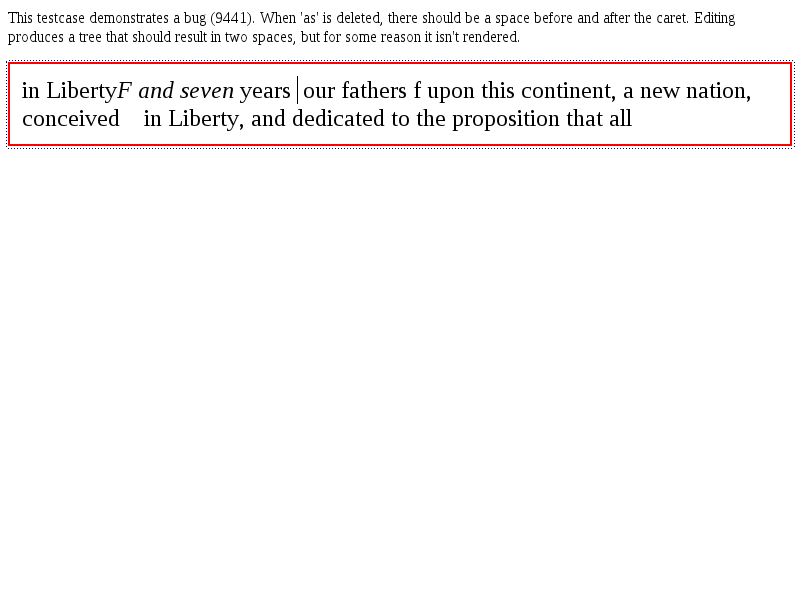 This testcase demonstrates a bug (9441). When 'as' is deleted, there should be a space before and after the caret. Editing
produces a tree that should result in two spaces, but for some reason it isn't rendered.
in LibertyF and seven years our fathers f upon this continent, a new nation,
conceived    in Liberty, and dedicated to the proposition that all